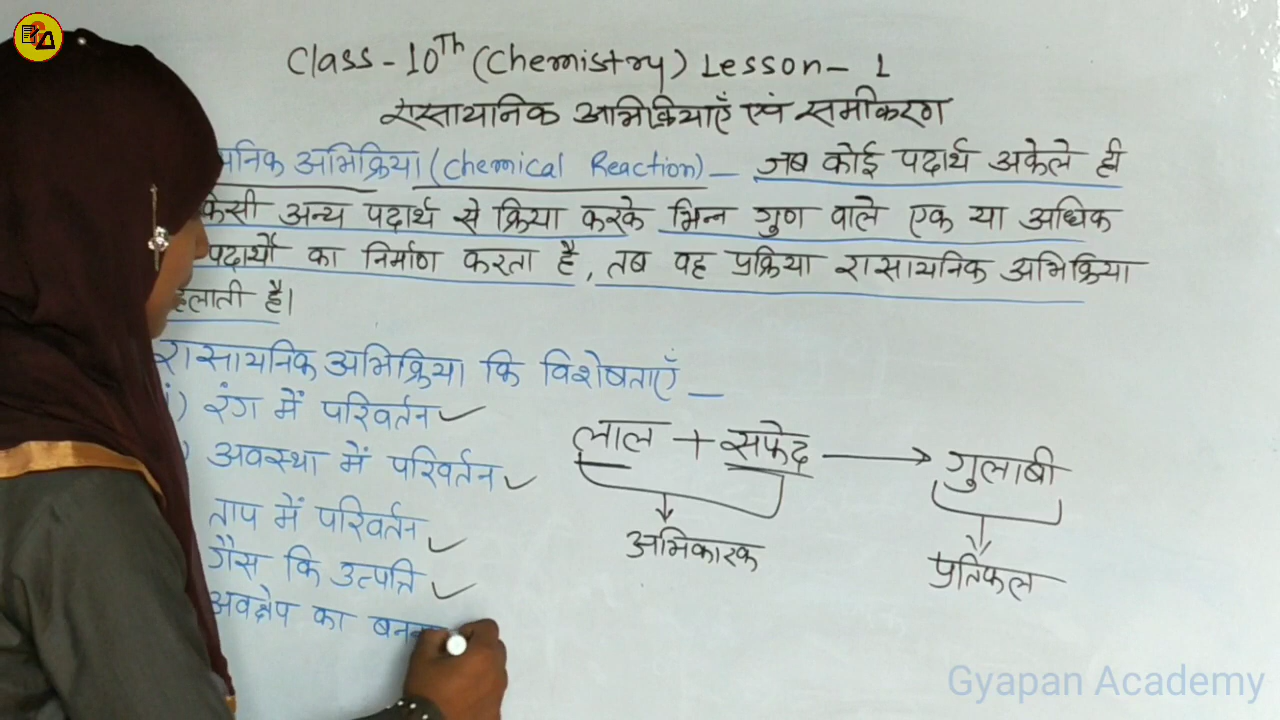 Class-10Th (Chemistry) Lesson-1
रासायनिक अभिक्रियाएँ एवं समीकरण
यनिक अभिक्रिया (Chemical Reaction) – जब कोई पदार्थ अकेले ही
किसी अन्य पदार्थ से क्रिया करके भिन्न गुण वाले एक या अधिक
पदार्थों का निर्माण करता है, तब वह प्रक्रिया रासायनिक अभिक्रिया
हलाती है।
रासायनिक अभिक्रिया कि विशेषताएँ –
i) रंग में परिवर्तन ✓
) अवस्था में परिवर्तन ✓
ताप में परिवर्तन ✓
गैस कि उत्पत्ति ✓
अवक्षेप का बनना
लाल + सफेद → गुलाबी
अभिकारक
प्रतिफल
Gyapan Academy